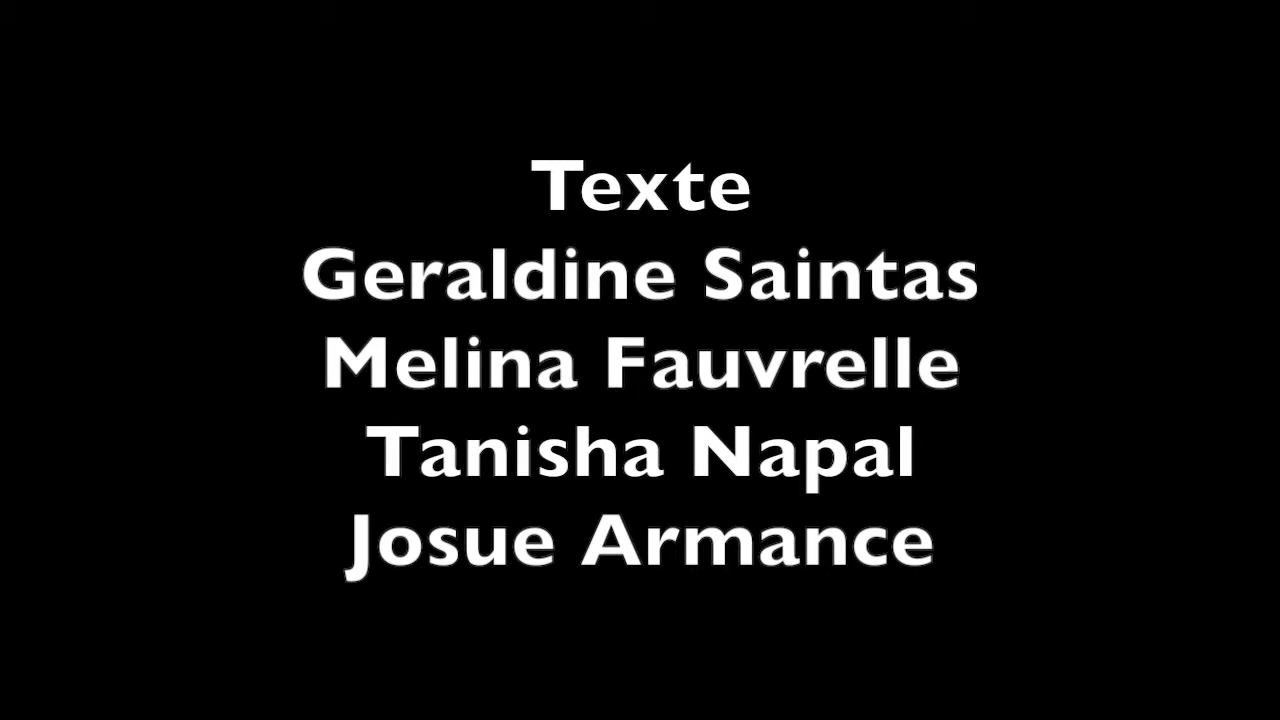 Texte
Geraldine Saintas
Melina Fauvrelle
Tanisha Napal
Josue Armance